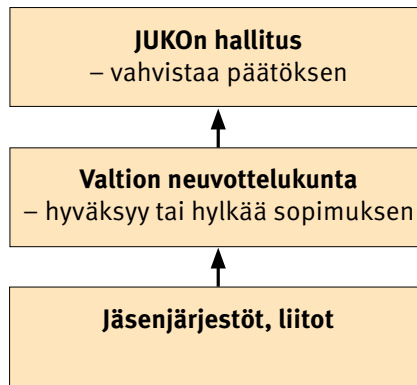 JUKOn hallitus
– vahvistaa päätöksen
Valtion neuvottelukunta
– hyväksyy tai hylkää sopimuksen
Jäsenjärjestöt, liitot